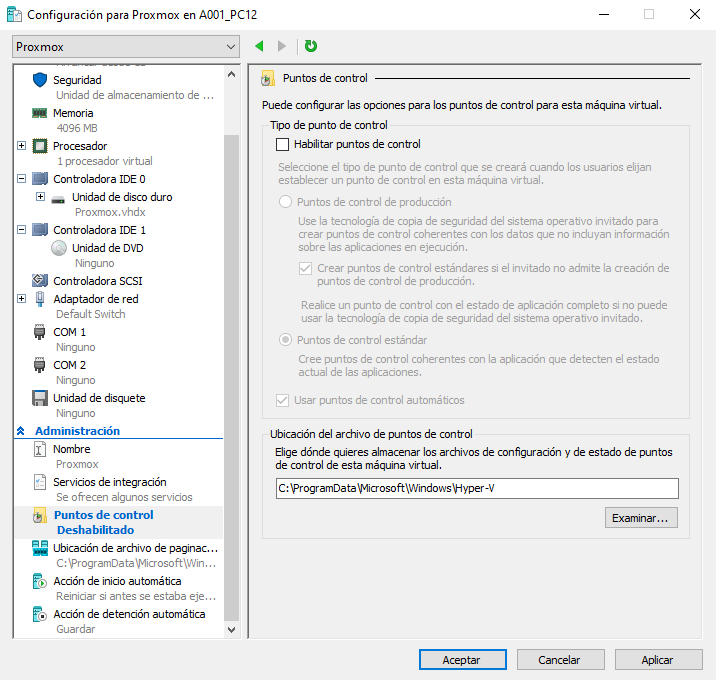 Configuración para Proxmox en A001_PC12
Proxmox
Seguridad
Unidad de almacenamiento de ...
Memoria
4096 MB
Procesador
1 procesador virtual
Controladora IDE 0
Unidad de disco duro
Proxmox.vhdx
Controladora IDE 1
Unidad de DVD
Ninguno
Controladora SCSI
Adaptador de red
Default Switch
COM 1
Ninguno
COM 2
Ninguno
Unidad de disquete
Ninguno
Administración
Nombre
Proxmox
Servicios de integración
Se ofrecen algunos servicios
Puntos de control
Deshabilitado
Ubicación de archivo de paginac...
C:\ProgramData\Microsoft\Win...
Acción de inicio automática
Reiniciar si antes se estaba eje...
Acción de detención automática
Guardar
Puntos de control
Puede configurar las opciones para los puntos de control para esta máquina virtual.
Tipo de punto de control
Habilitar puntos de control
Seleccione el tipo de punto de control que se creará cuando los usuarios elijan
establecer un punto de control en esta máquina virtual.
Puntos de control de producción
Use la tecnología de copia de seguridad del sistema operativo invitado para
crear puntos de control coherentes con los datos que no incluyan información
sobre las aplicaciones en ejecución.
Crear puntos de control estándares si el invitado no admite la creación de
puntos de control de producción.
Realice un punto de control con el estado de aplicación completo si no puede
usar la tecnología de copia de seguridad del sistema operativo invitado.
Puntos de control estándar
Cree puntos de control coherentes con la aplicación que detecten el estado
actual de las aplicaciones.
Usar puntos de control automáticos
Ubicación del archivo de puntos de control
Elige dónde quieres almacenar los archivos de configuración y de estado de puntos
de control de esta máquina virtual.
C:\ProgramData\Microsoft\Windows\Hyper-V
Examinar...
Aceptar
Cancelar
Aplicar